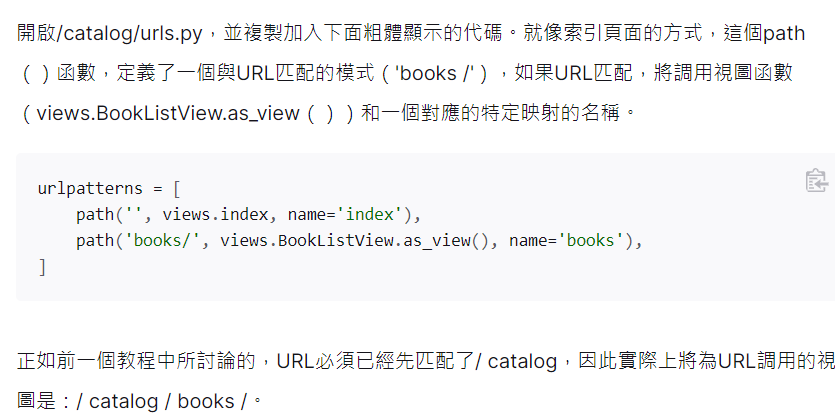 開啟/catalog/urls.py，並複製加入下面粗體顯示的代碼。就像索引頁面的方式，這個path
（ ）函數，定義了一個與URL匹配的模式（'books /'），如果URL匹配，將調用視圖函數
（views.BookListView.as_view（ ））和一個對應的特定映射的名稱。
urlpatterns = [
    path('', views.index, name='index'),
    path('books/', views.BookListView.as_view(), name='books'),
]
正如前一個教程中所討論的，URL必須已經先匹配了/ catalog，因此實際上將為URL調用的視
圖是：/ catalog / books /。